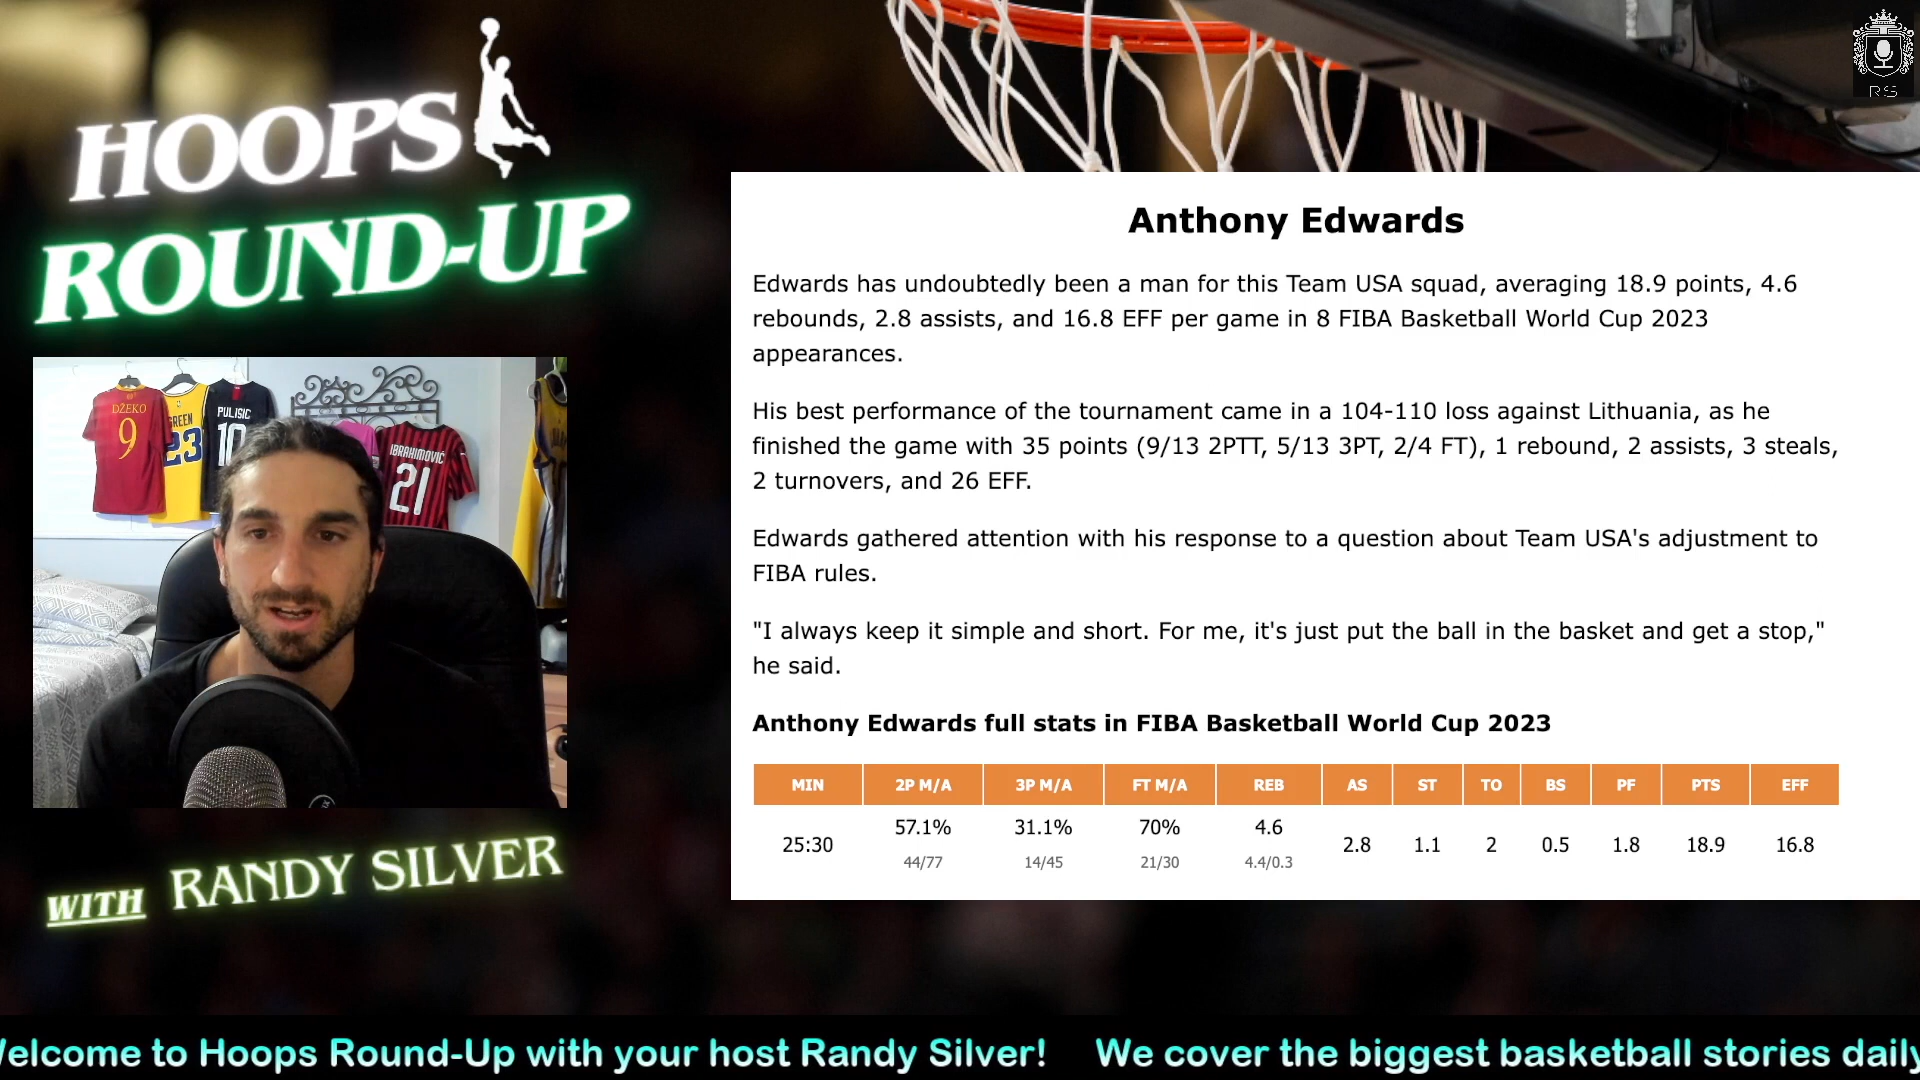 HOOPS
ROUND-UP
RS
DŽEKO
9
GREEN
23
PULISIC
10
IBRAHIMOVIĆ
21
WITH RANDY SILVER
Anthony Edwards
Edwards has undoubtedly been a man for this Team USA squad, averaging 18.9 points, 4.6
rebounds, 2.8 assists, and 16.8 EFF per game in 8 FIBA Basketball World Cup 2023
appearances.
His best performance of the tournament came in a 104-110 loss against Lithuania, as he
finished the game with 35 points (9/13 2PTT, 5/13 3PT, 2/4 FT), 1 rebound, 2 assists, 3 steals,
2 turnovers, and 26 EFF.
Edwards gathered attention with his response to a question about Team USA's adjustment to
FIBA rules.
"I always keep it simple and short. For me, it's just put the ball in the basket and get a stop,"
he said.
Anthony Edwards full stats in FIBA Basketball World Cup 2023
MIN 2P M/A 3P M/A FT M/A REB AS ST TO BS PF PTS EFF
25:30 57.1% 31.1% 70% 4.6 2.8 1.1 2 0.5 1.8 18.9 16.8
44/77 14/45 21/30 4.4/0.3
Welcome to Hoops Round-Up with your host Randy Silver! We cover the biggest basketball stories daily